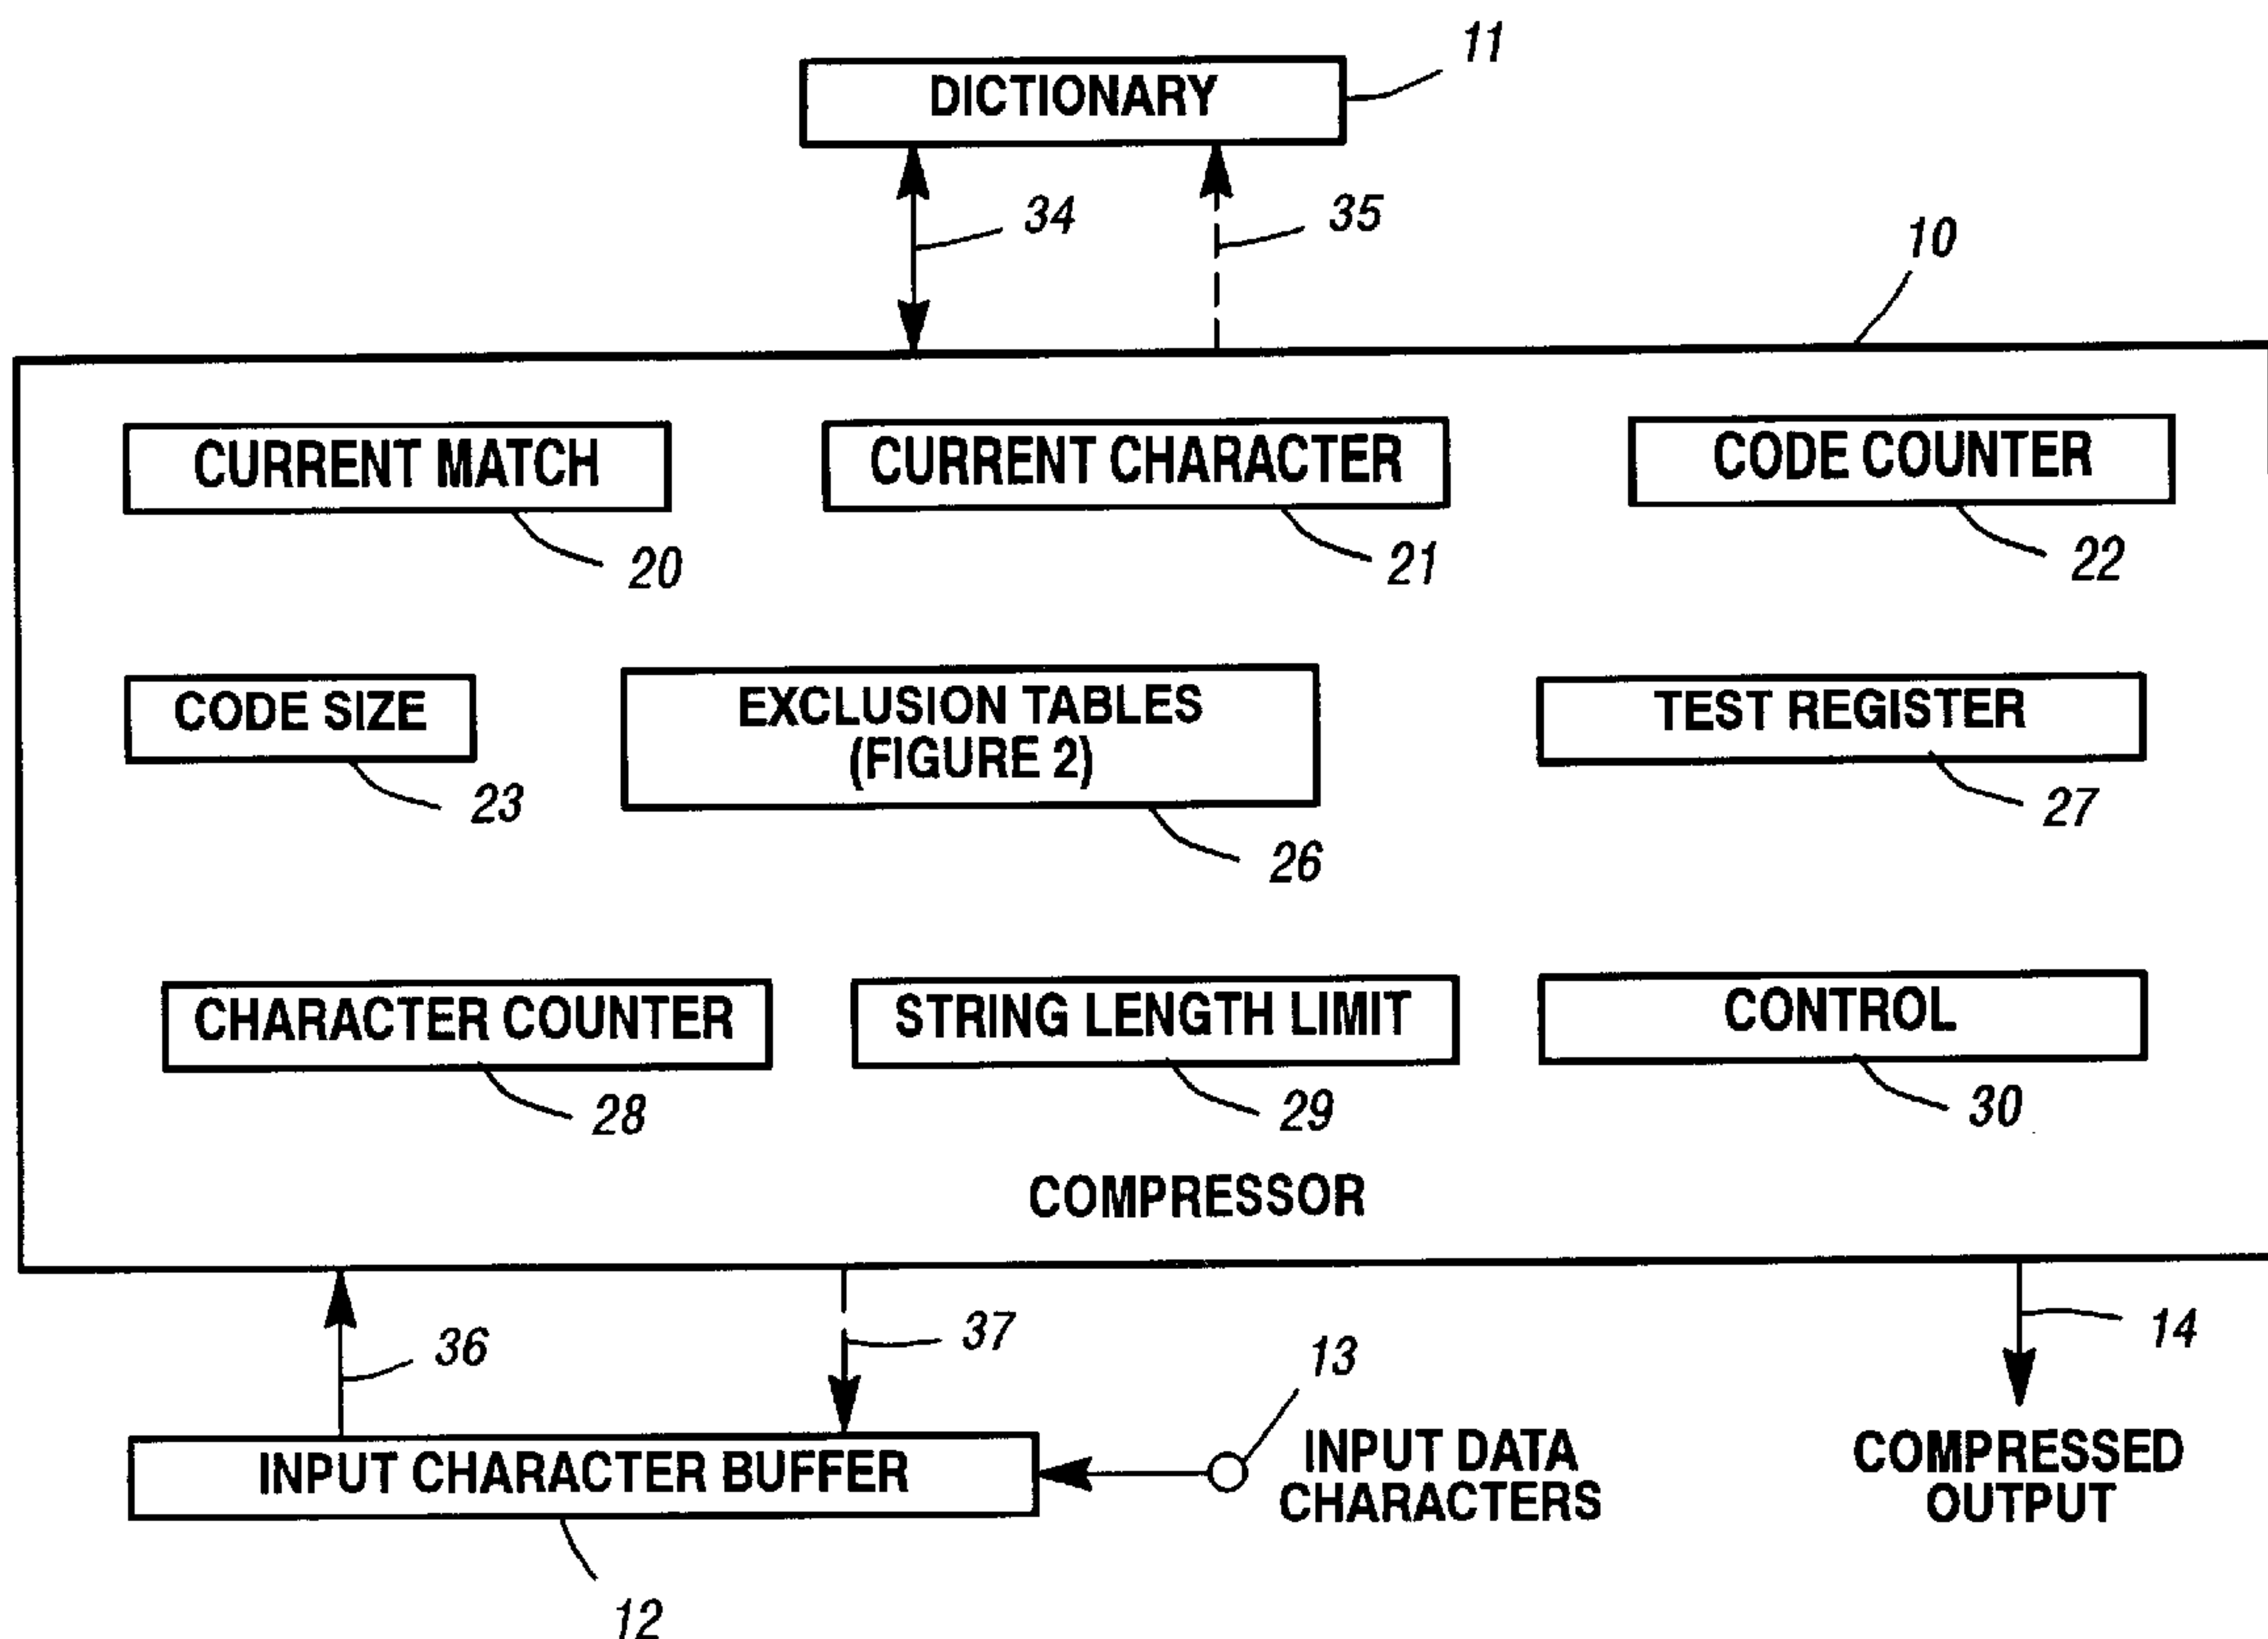 11
DICTIONARY
34
35
10
CURRENT MATCH
CURRENT CHARACTER
CODE COUNTER
20
21
22
CODE SIZE
EXCLUSION TABLES
(FIGURE 2)
TEST REGISTER
23
26
27
CHARACTER COUNTER
STRING LENGTH LIMIT
CONTROL
28
29
30
COMPRESSOR
36
37
13
14
INPUT CHARACTER BUFFER
INPUT DATA
CHARACTERS
COMPRESSED
OUTPUT
12